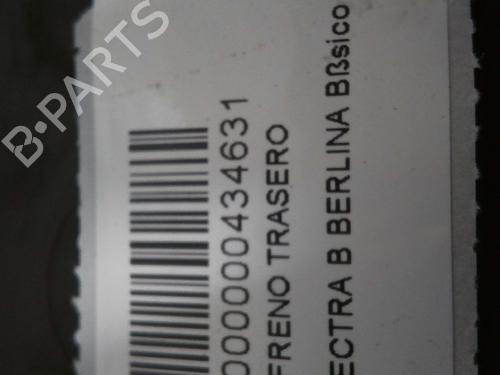 B-PARTS
000000434631
FRENO TRASERO
ECTRA B BERLINA Bßsico